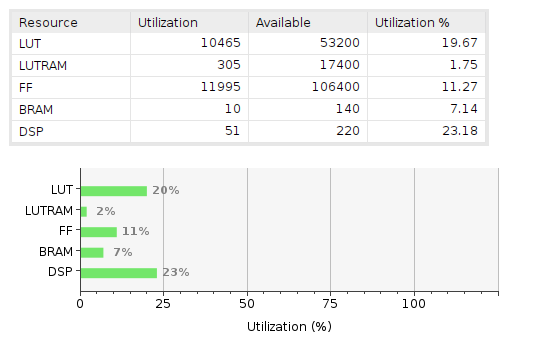 Resource Utilization Available Utilization %
LUT 10465 53200 19.67
LUTRAM 305 17400 1.75
FF 11995 106400 11.27
BRAM 10 140 7.14
DSP 51 220 23.18
LUT 20%
LUTRAM 2%
FF 11%
BRAM 7%
DSP 23%
0 25 50 75 100
Utilization (%)